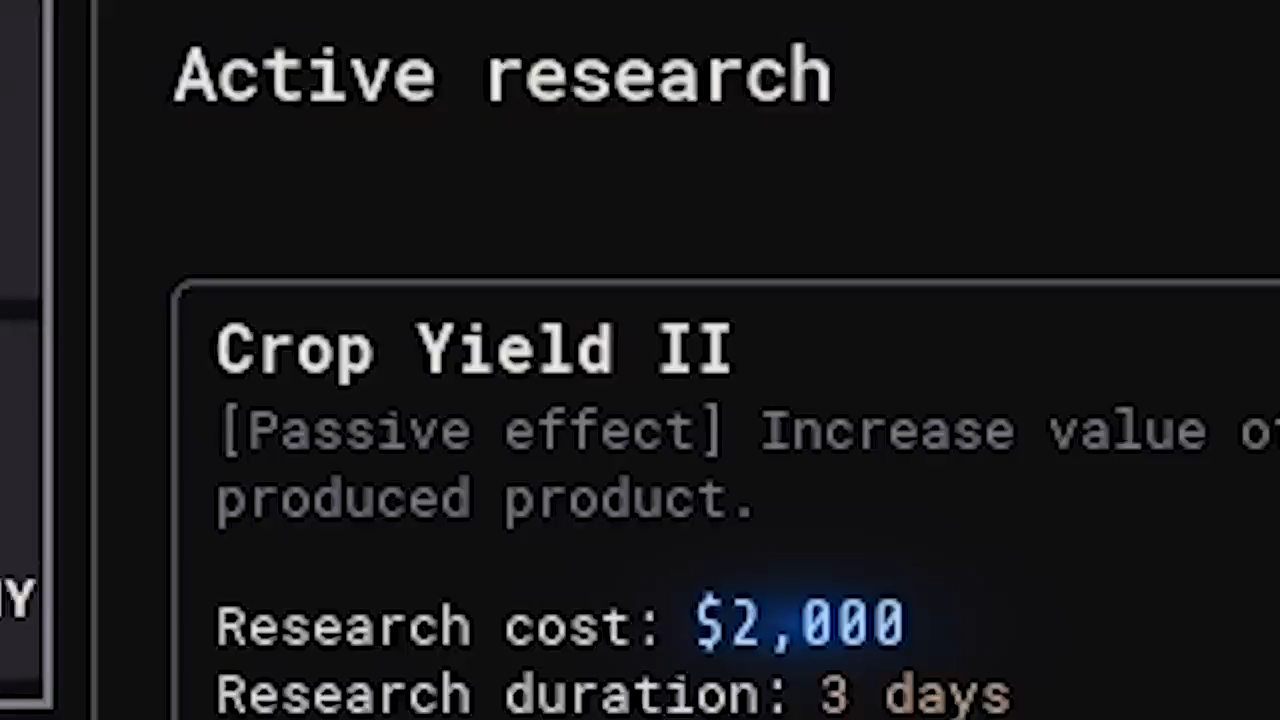 Active research
Crop Yield II
[Passive effect] Increase value
produced product.
Research cost: $2,000
Research duration: 3 days